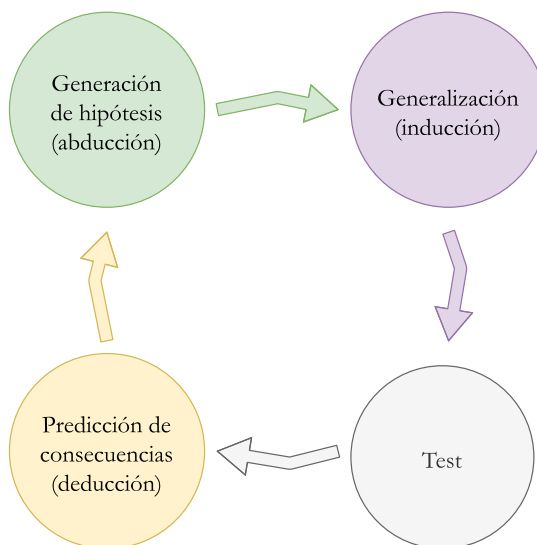 Generación
de hipótesis
(abducción)
Generalización
(inducción)
Predicción de
consecuencias
(deducción)
Test